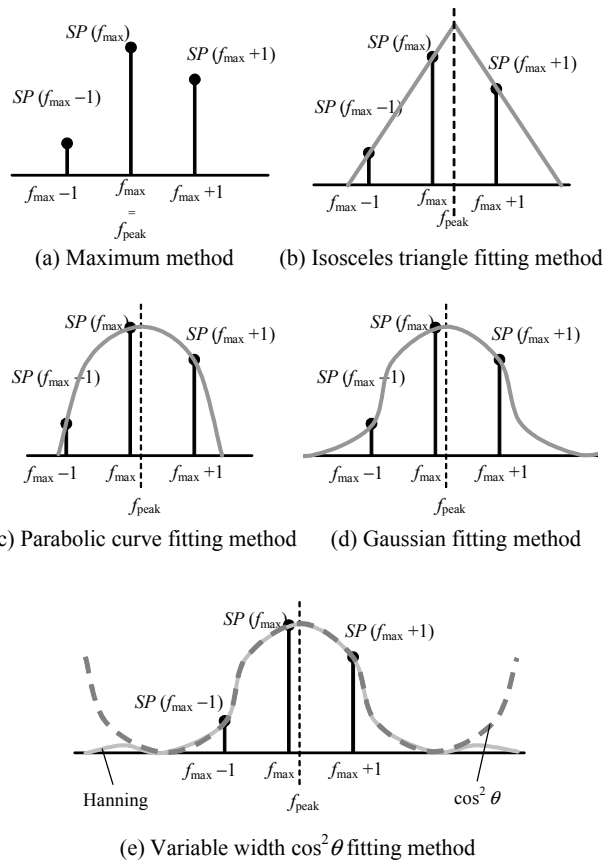 SP (fmax)
SP (fmax +1)
SP (fmax −1)
fmax −1
fmax
fmax +1
=
fpeak
(a) Maximum method
SP (fmax)
SP (fmax +1)
SP (fmax −1)
fmax −1
fmax
fmax +1
fpeak
(b) Isosceles triangle fitting method
SP (fmax)
SP (fmax +1)
SP (fmax −1)
fmax −1
fmax
fmax +1
fpeak
c) Parabolic curve fitting method
SP (fmax)
SP (fmax +1)
SP (fmax −1)
fmax −1
fmax
fmax +1
fpeak
(d) Gaussian fitting method
SP (fmax)
SP (fmax +1)
SP (fmax −1)
fmax −1
fmax
fmax +1
Hanning
fpeak
cos² θ
(e) Variable width cos²θ fitting method